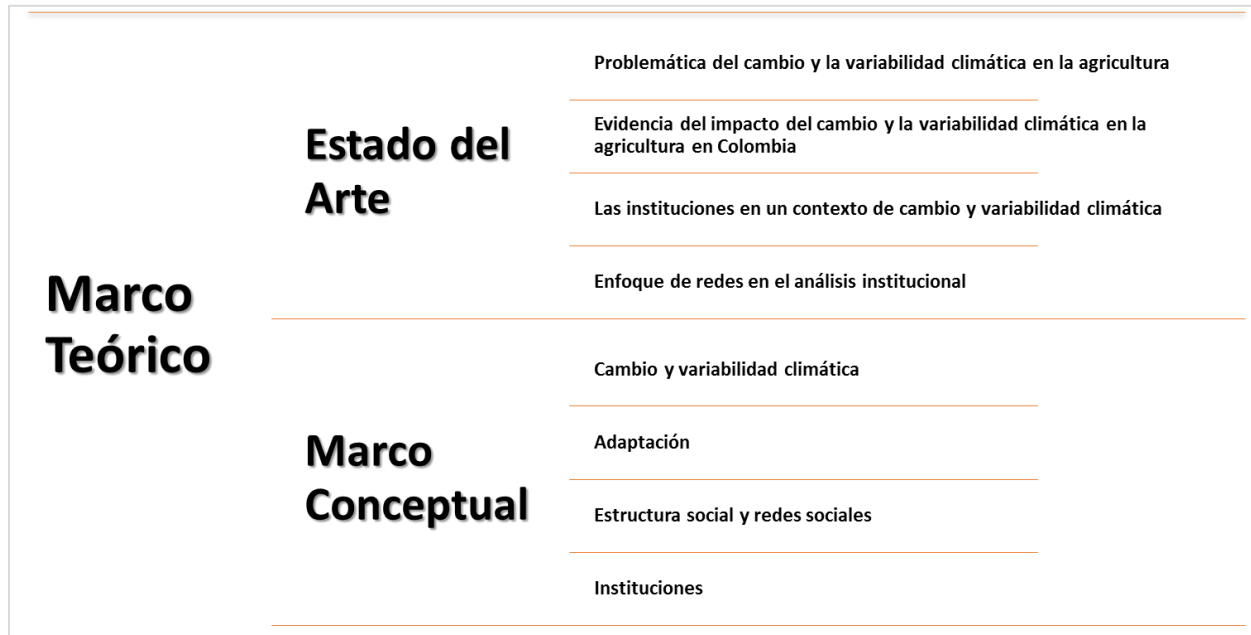 Marco
Teórico
Estado del
Arte
Problemática del cambio y la variabilidad climática en la agricultura
Evidencia del impacto del cambio y la variabilidad climática en la
agricultura en Colombia
Las instituciones en un contexto de cambio y variabilidad climática
Enfoque de redes en el análisis institucional
Marco
Conceptual
Cambio y variabilidad climática
Adaptación
Estructura social y redes sociales
Instituciones